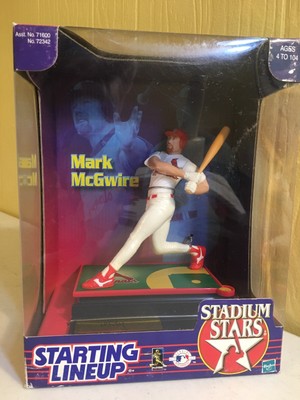 Asst. No. 71600
No. 72342
AGES
4 TO 104
Mark
McGwire
STADIUM
STARS
STARTING
LINEUP